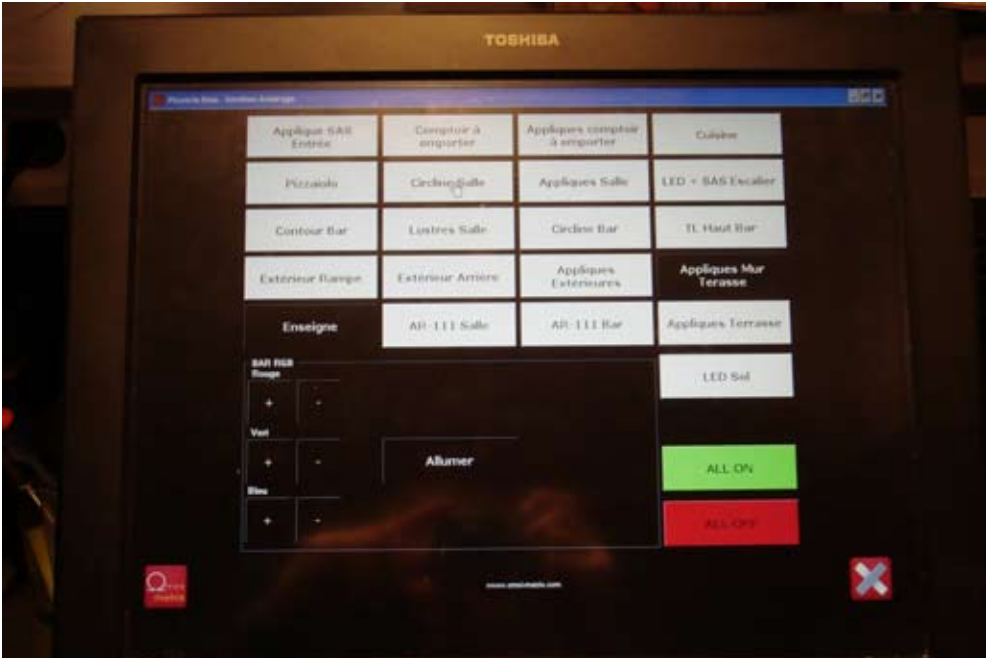 TOSHIBA
Applique SAS
Entrée
Comptoir à
emporter
Appliques comptoir
à emporter
Cuisine
Pizzaiolo
Circline Salle
Appliques Salle
LED + SAS Escalier
Contour Bar
Lustres Salle
Circline Bar
TL Haut Bar
Extérieur Rampe
Extérieur Arrière
Appliques
Extérieures
Appliques Mur
Terasse
Enseigne
AR-111 Salle
AR-111 Bar
Appliques Terrasse
BAR RGB
Rouge
LED Sol
+ -
Vert
+ -
Allumer
ALL ON
Bleu
+ -
ALL OFF